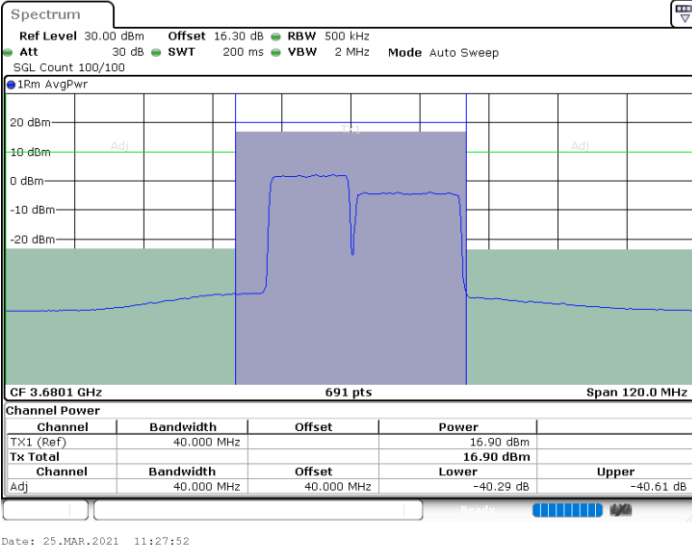 Spectrum
Ref Level 30.00 dBm Offset 16.30 dB RBW 500 kHz
Att 30 dB SWT 200 ms VBW 2 MHz Mode Auto Sweep
SGL Count 100/100
1Rm AvgPwr
20 dBm
TX1
Adj Adj
10 dBm
0 dBm
-10 dBm
-20 dBm
CF 3.6801 GHz 691 pts Span 120.0 MHz
Channel Power
Channel Bandwidth Offset Power
TX1 (Ref) 40.000 MHz 16.90 dBm
Tx Total 16.90 dBm
Channel Bandwidth Offset Lower Upper
Adj 40.000 MHz 40.000 MHz -40.29 dB -40.61 dB
Ready
Date: 25.MAR.2021 11:27:52